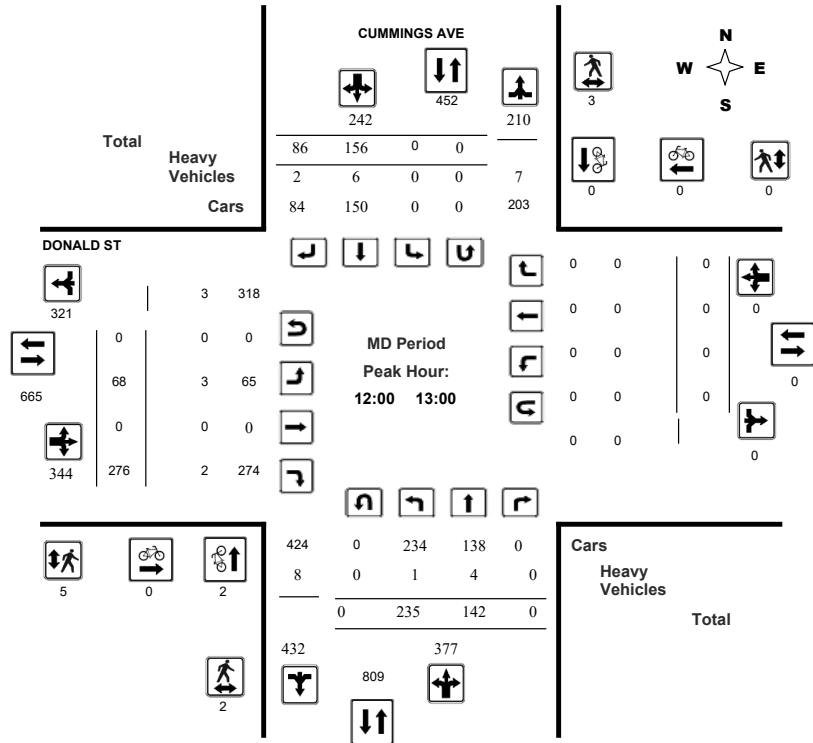 CUMMINGS AVE
N
W E
S
452
3
242 210
Total
86 156 0 0
Heavy
Vehicles
2 6 0 0 7
0 0 0
Cars 84 150 0 0 203
DONALD ST
0 0 0
321
3 318
0
0 0 0
0 0 0
MD Period
665
68 3 65
Peak Hour:
0 0 0
0
12:00 13:00
0 0 0
0 0 0
0 0
344 276 2 274
0
424 0 234 138 0 Cars
8 0 1 4 0 Heavy
Vehicles
5 0 2
0 235 142 0 Total
432 377
809
2